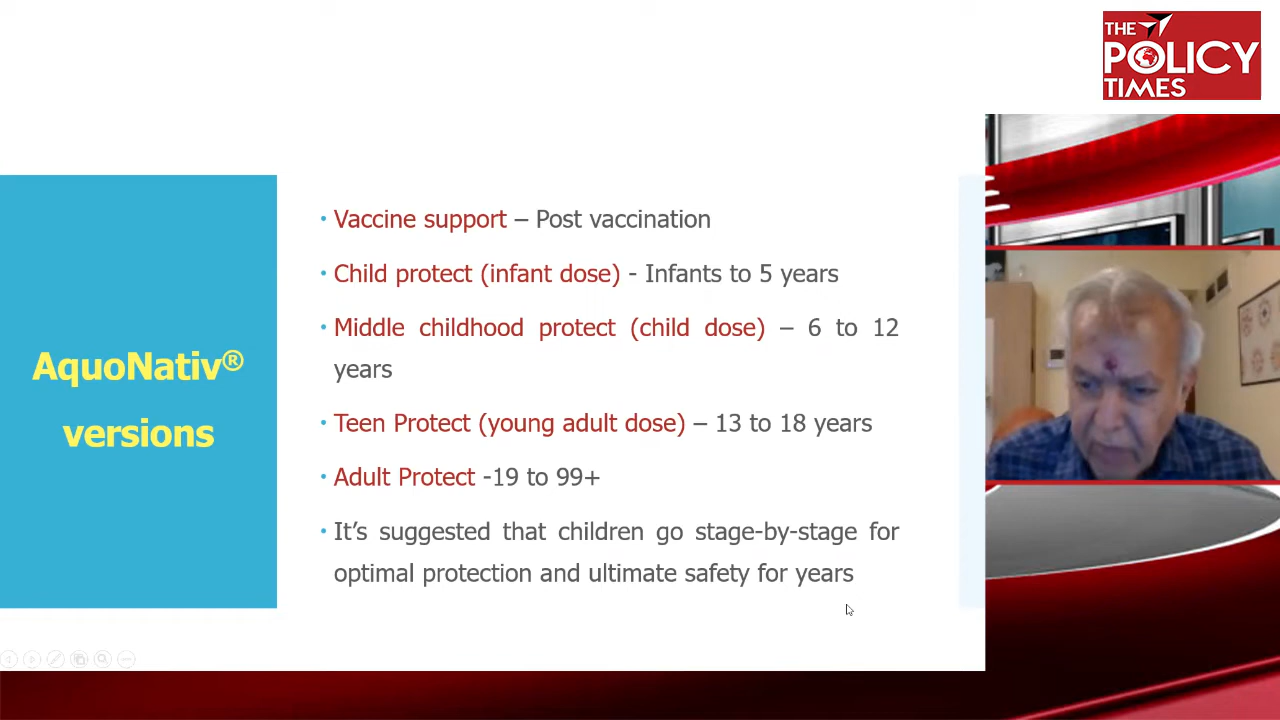 THE
POLICY
TIMES
AquoNativ®
versions
• Vaccine support – Post vaccination
• Child protect (infant dose) - Infants to 5 years
• Middle childhood protect (child dose) – 6 to 12
years
• Teen Protect (young adult dose) – 13 to 18 years
• Adult Protect -19 to 99+
• It’s suggested that children go stage-by-stage for
optimal protection and ultimate safety for years